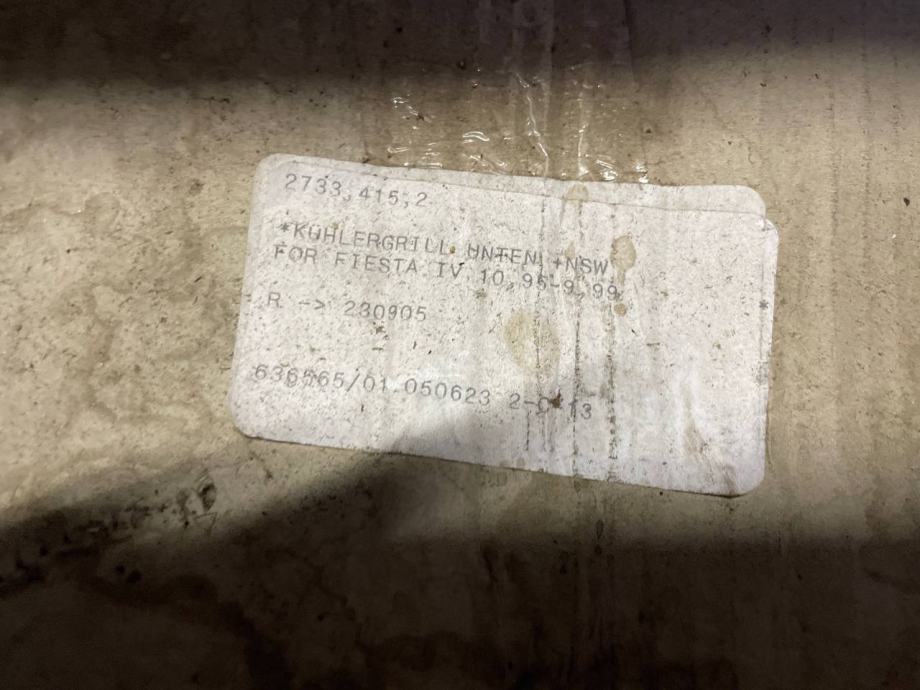 2733,415,2
*KÜHLERGRILL UNTEN +NSW
FOR FIESTA IV 10,95-9,99
R -> 230905
636565/01 050623 2-0*13